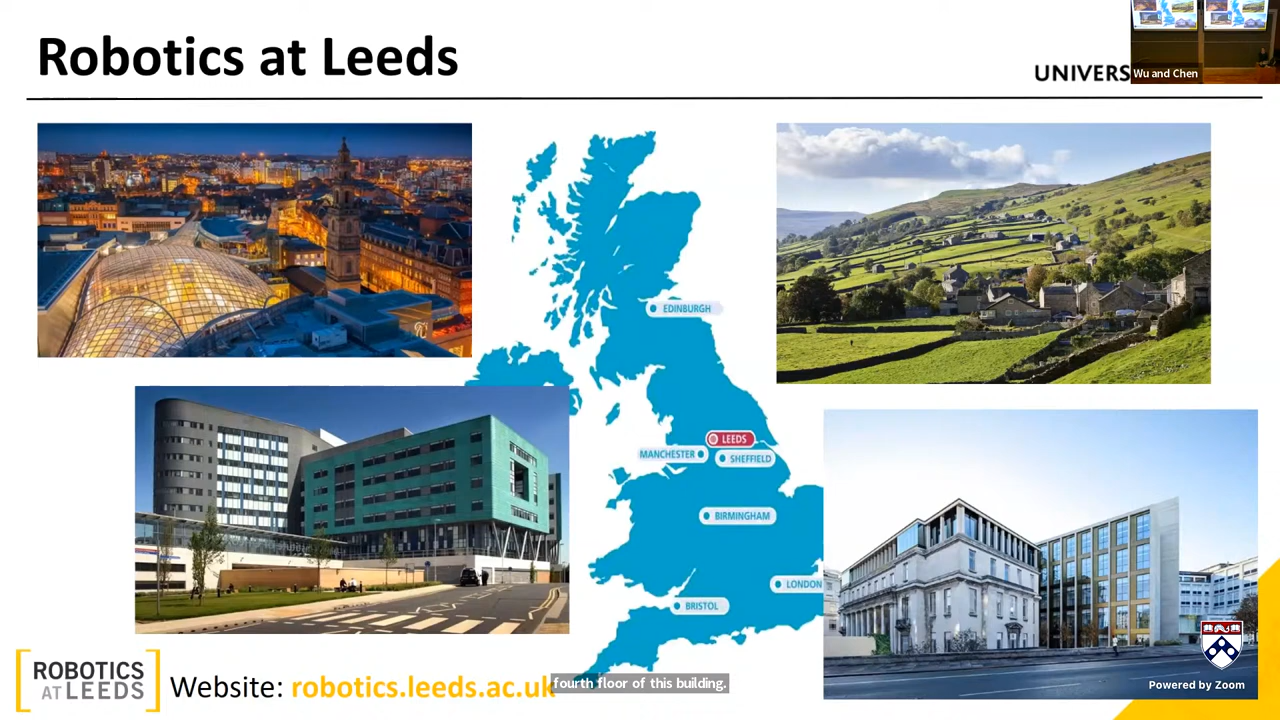 Robotics at Leeds
UNIVERS
Wu and Chen
EDINBURGH
LEEDS
MANCHESTER
SHEFFIELD
BIRMINGHAM
LONDON
BRISTOL
ROBOTICS
AT LEEDS
Website: robotics.leeds.ac.uk
fourth floor of this building.
Powered by Zoom